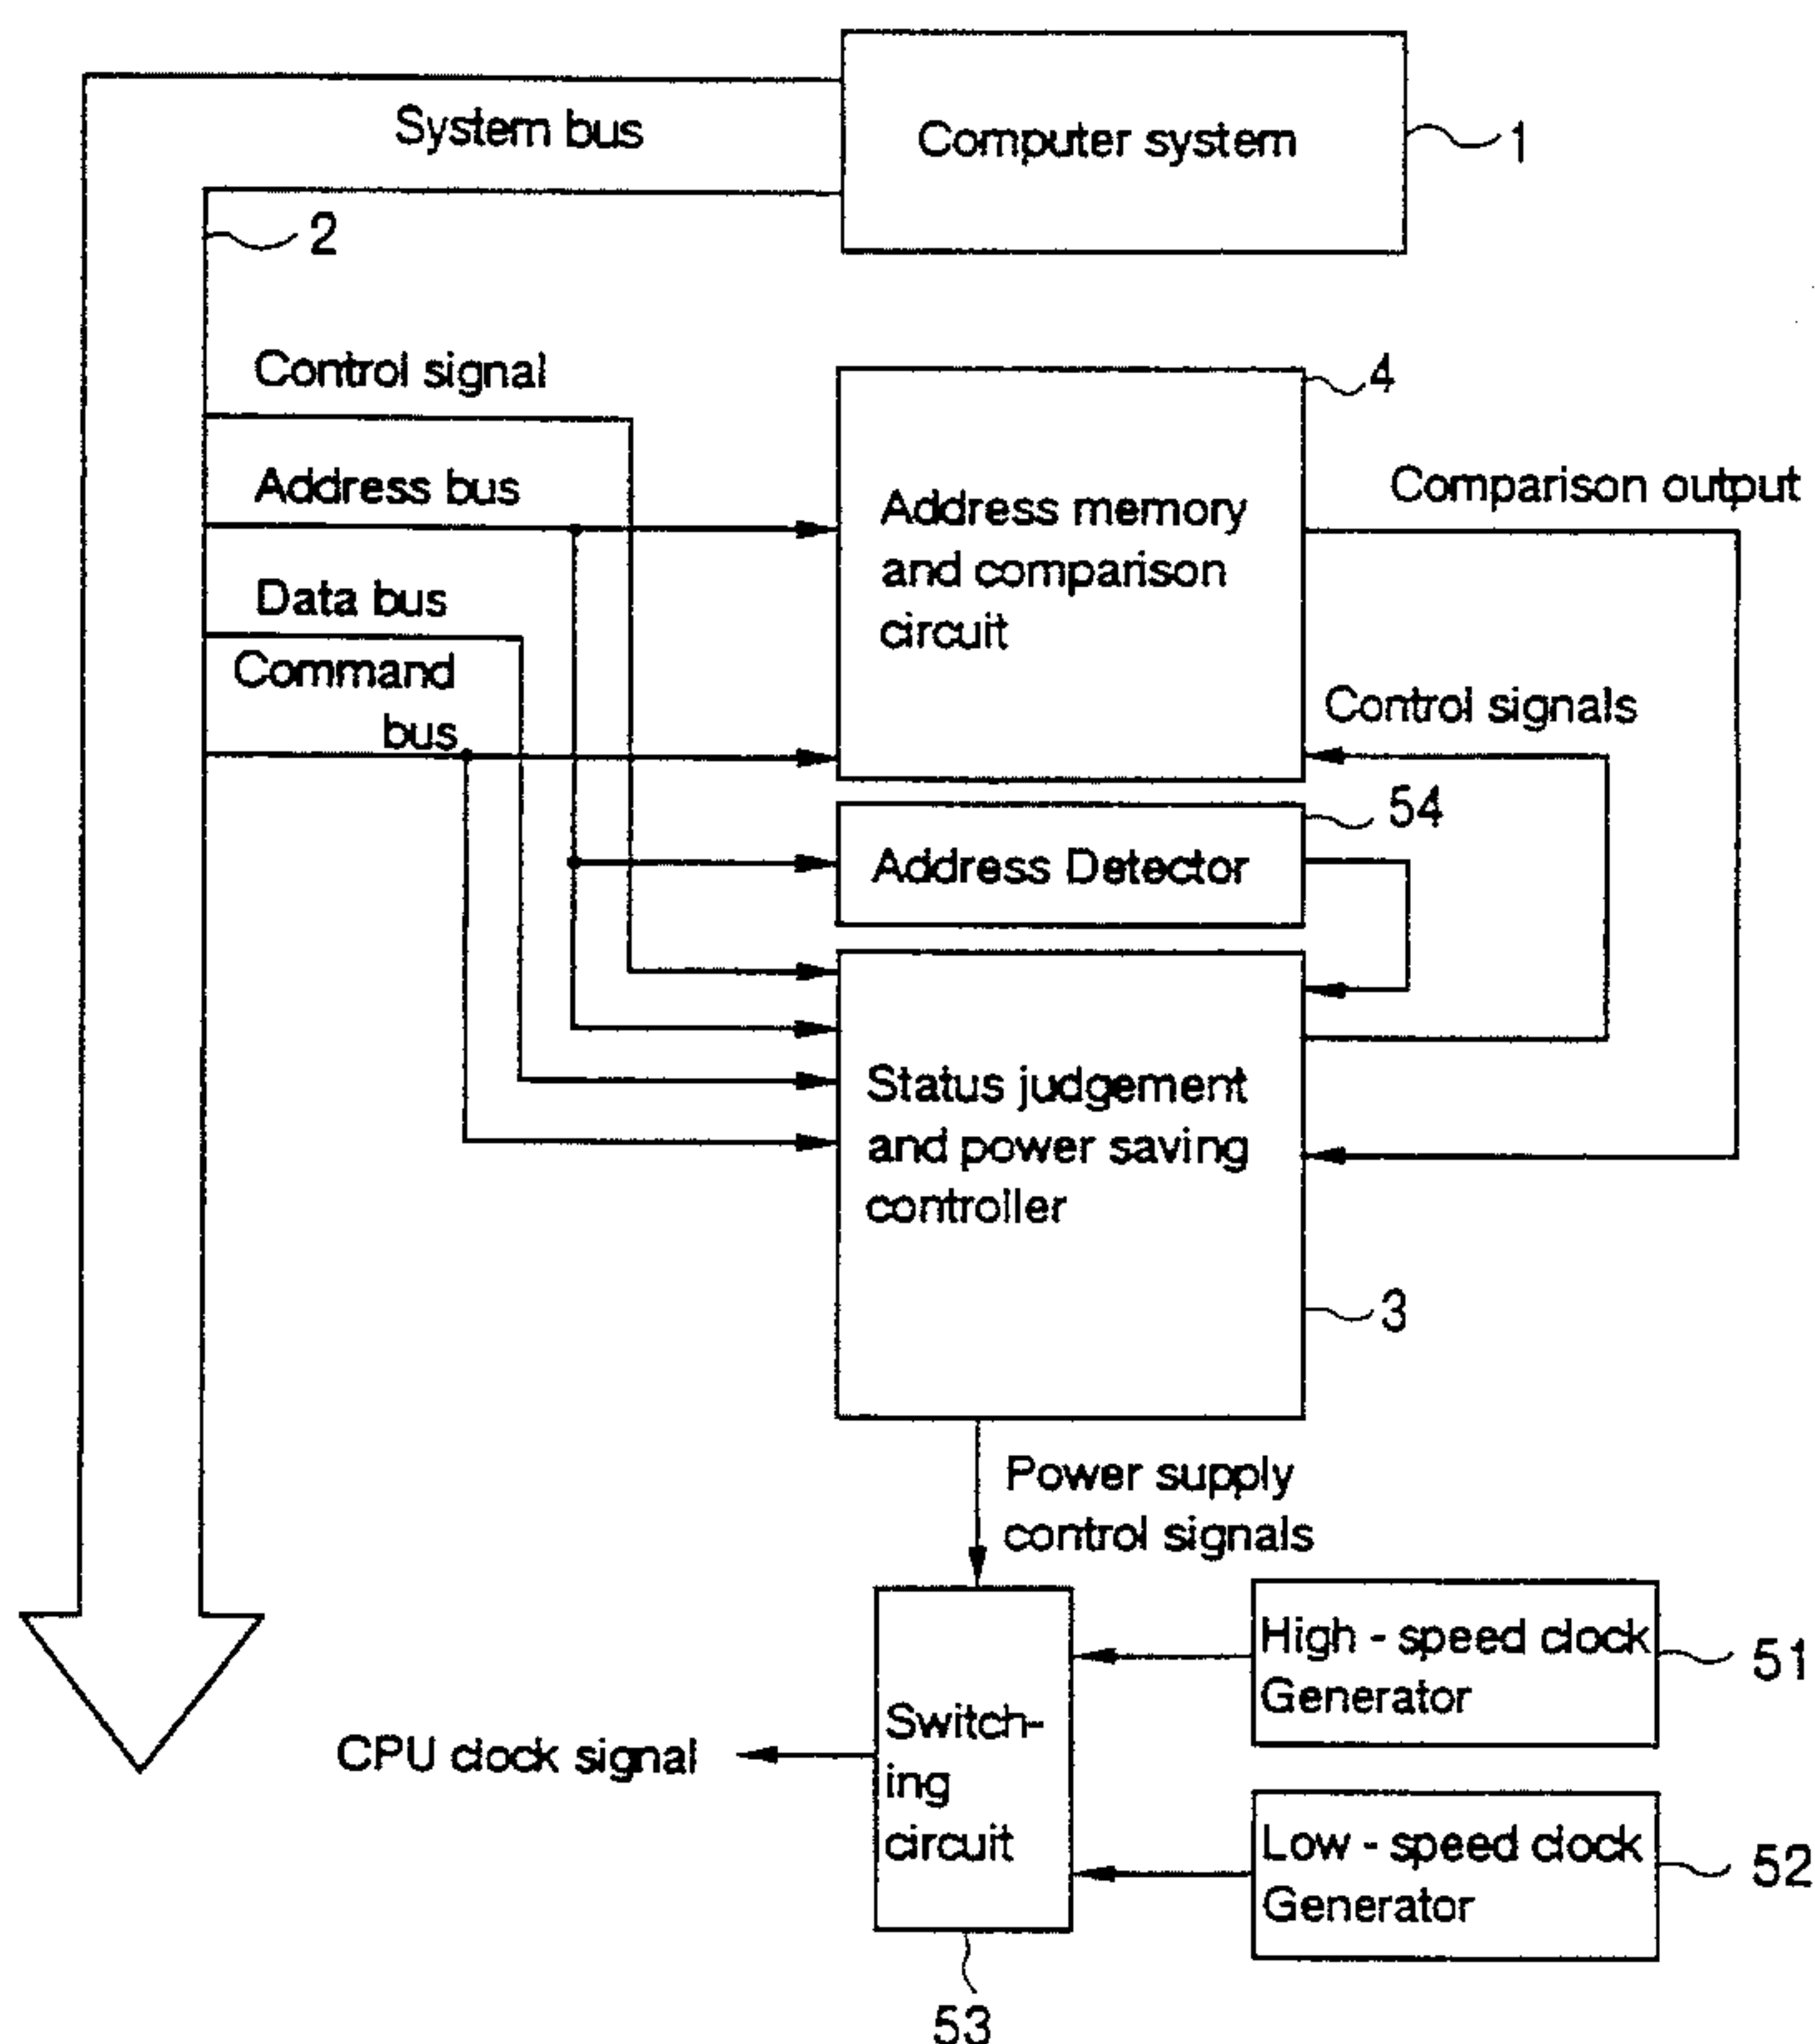 System bus
Computer system
1
2
Control signal
4
Address bus
Address memory
and comparison
circuit
Comparison output
Data bus
Command
bus
Control signals
54
Address Detector
Status judgement
and power saving
controller
3
Power supply
control signals
High - speed clock
Generator
51
Switch-
ing
circuit
CPU clock signal
Low - speed clock
Generator
52
53